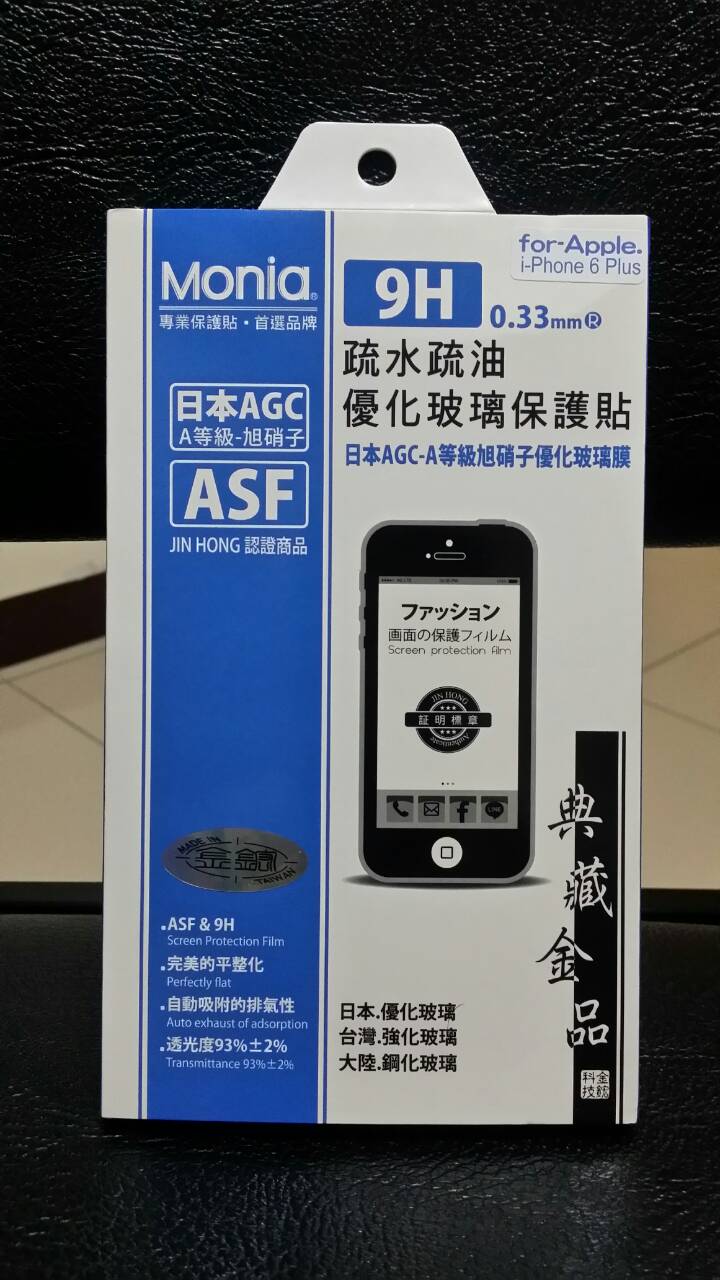 for-Apple.
i-Phone 6 Plus
Monia®
專業保護貼・首選品牌
日本AGC
A等級-旭硝子
ASF
JIN HONG 認證商品
9H
0.33mm®
疏水疏油
優化玻璃保護貼
日本AGC-A等級旭硝子優化玻璃膜
ファッション
画面の保護フィルム
Screen protection film
JIN HONG
証明標章
Authenticate
LINE
MADE IN
TAIWAN
.ASF & 9H
Screen Protection Film
.完美的平整化
Perfectly flat
.自動吸附的排氣性
Auto exhaust of adsorption
.透光度93%±2%
Transmittance 93%±2%
日本.優化玻璃
台灣.強化玻璃
大陸.鋼化玻璃
典藏金品